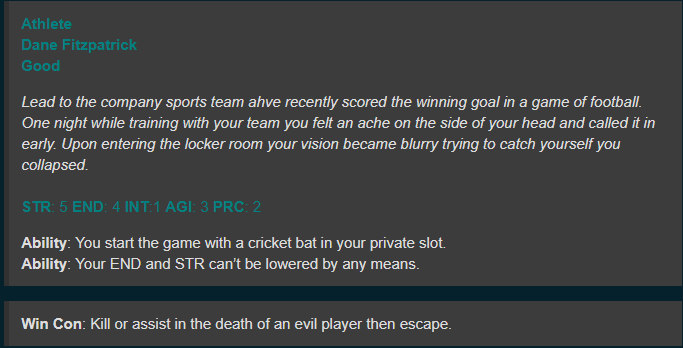 Athlete
Dane Fitzpatrick
Good
Lead to the company sports team ahve recently scored the winning goal in a game of football.
One night while training with your team you felt an ache on the side of your head and called it in
early. Upon entering the locker room your vision became blurry trying to catch yourself you
collapsed.
STR: 5 END: 4 INT:1 AGI: 3 PRC: 2
Ability: You start the game with a cricket bat in your private slot.
Ability: Your END and STR can't be lowered by any means.
Win Con: Kill or assist in the death of an evil player then escape.